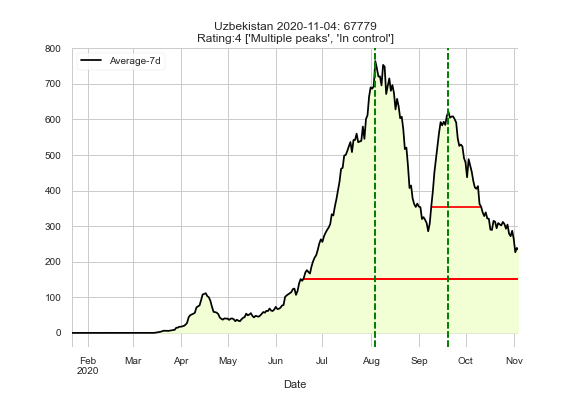 Uzbekistan 2020-11-04: 67779
Rating:4 ['Multiple peaks', 'In control']
Average-7d
800
700
600
500
400
300
200
100
0
Feb Mar Apr May Jun Jul Aug Sep Oct Nov
2020
Date